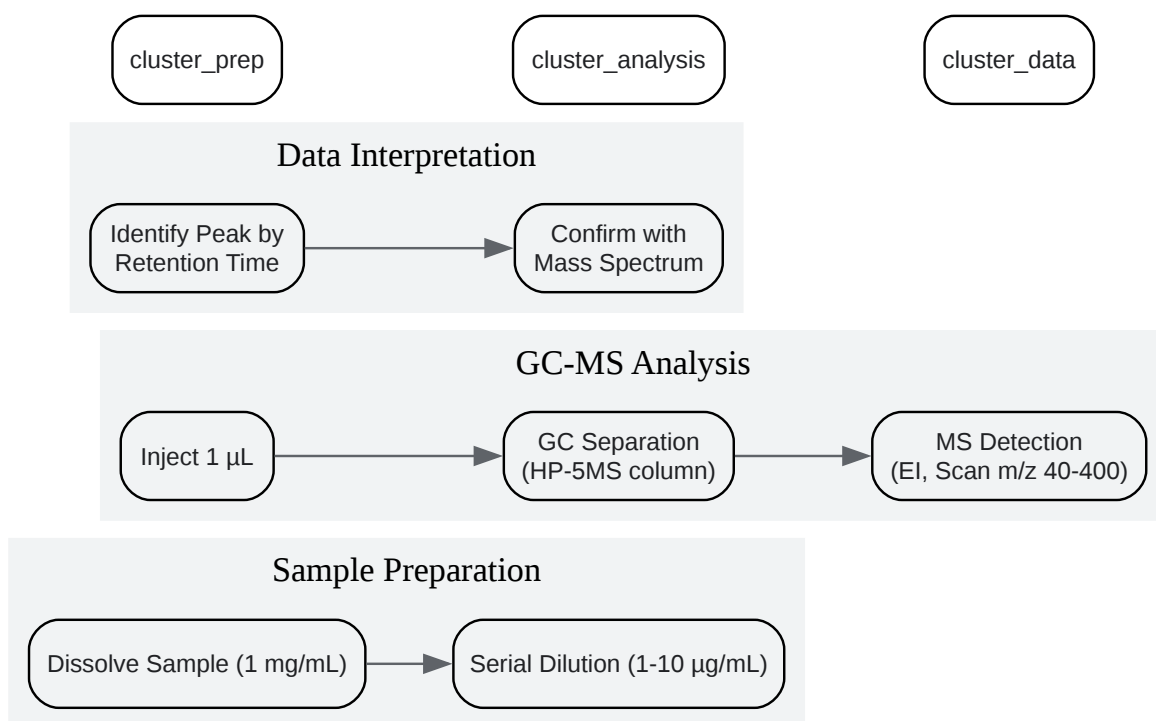 cluster_prep
cluster_analysis
cluster_data
Data Interpretation
Identify Peak by
Retention Time
Confirm with
Mass Spectrum
GC-MS Analysis
Inject 1 µL
GC Separation
(HP-5MS column)
MS Detection
(EI, Scan m/z 40-400)
Sample Preparation
Dissolve Sample (1 mg/mL)
Serial Dilution (1-10 µg/mL)